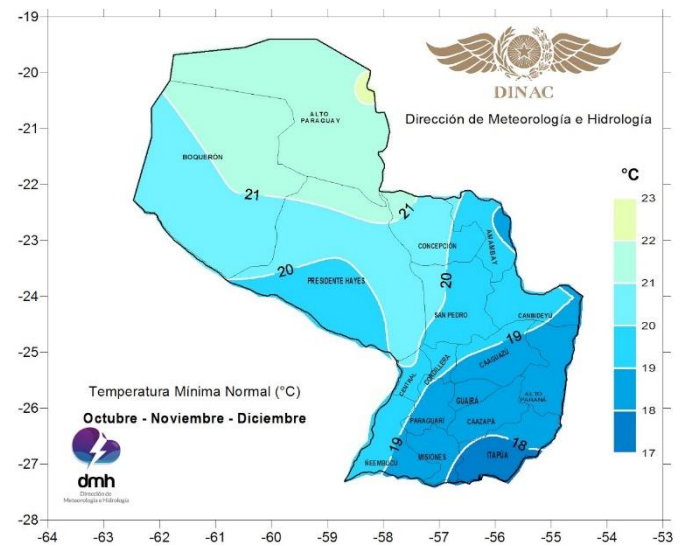 -19
-20
-21
-22
-23
-24
-25
-26
-27
-28
-64
-63
-62
-61
-60
-59
-58
-57
-56
-55
-54
-53
DINAC
Dirección de Meteorología e Hidrología
°C
23
22
21
20
19
18
17
ALTO
PARAGUAY
BOQUERÓN
21
21
CONCEPCION
AMAMBAY
20
PRESIDENTE HAYES
20
SAN PEDRO
CANINDEYÚ
19
CORDILLERA
CAAGUAZÚ
CENTRAL
GUAIRÁ
ALTO
PARANÁ
PARAGUARÍ
CAAZAPÁ
19
18
ÑEEMBUCÚ
MISIONES
ITAPÚA
Temperatura Mínima Normal (°C)
Octubre - Noviembre - Diciembre
dmh
Dirección de
Meteorología e Hidrología